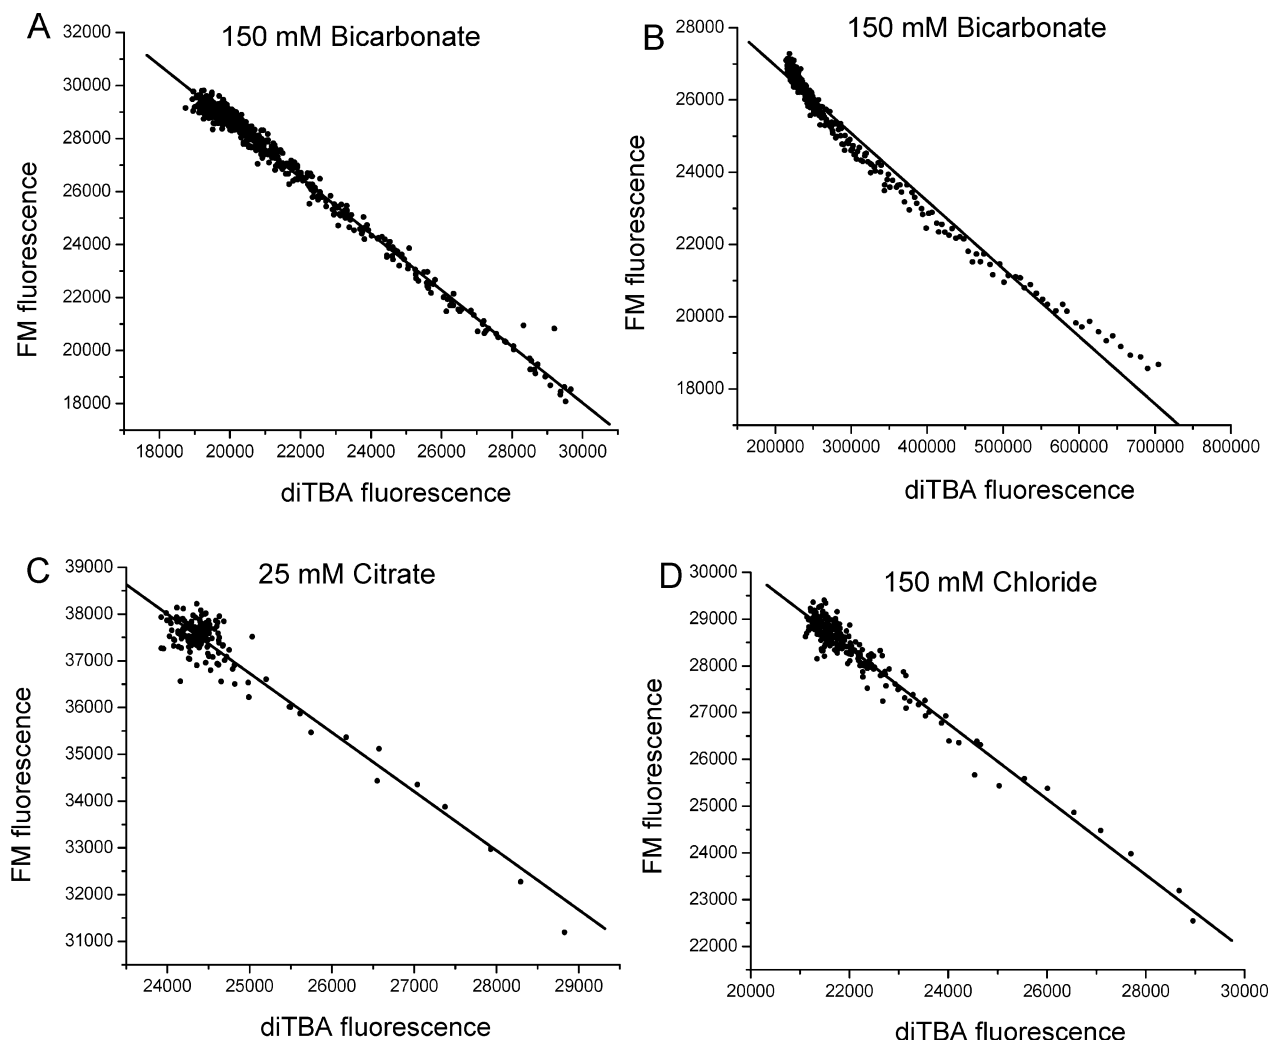 A
150 mM Bicarbonate
32000
30000
28000
26000
24000
22000
20000
18000
FM fluorescence
18000 20000 22000 24000 26000 28000 30000
diTBA fluorescence
B
150 mM Bicarbonate
28000
26000
24000
22000
20000
18000
FM fluorescence
200000 300000 400000 500000 600000 700000 800000
diTBA fluorescence
C
25 mM Citrate
39000
38000
37000
36000
35000
34000
33000
32000
31000
FM fluorescence
24000 25000 26000 27000 28000 29000
diTBA fluorescence
D
150 mM Chloride
30000
29000
28000
27000
26000
25000
24000
23000
22000
FM fluorescence
20000 22000 24000 26000 28000 30000
diTBA fluorescence